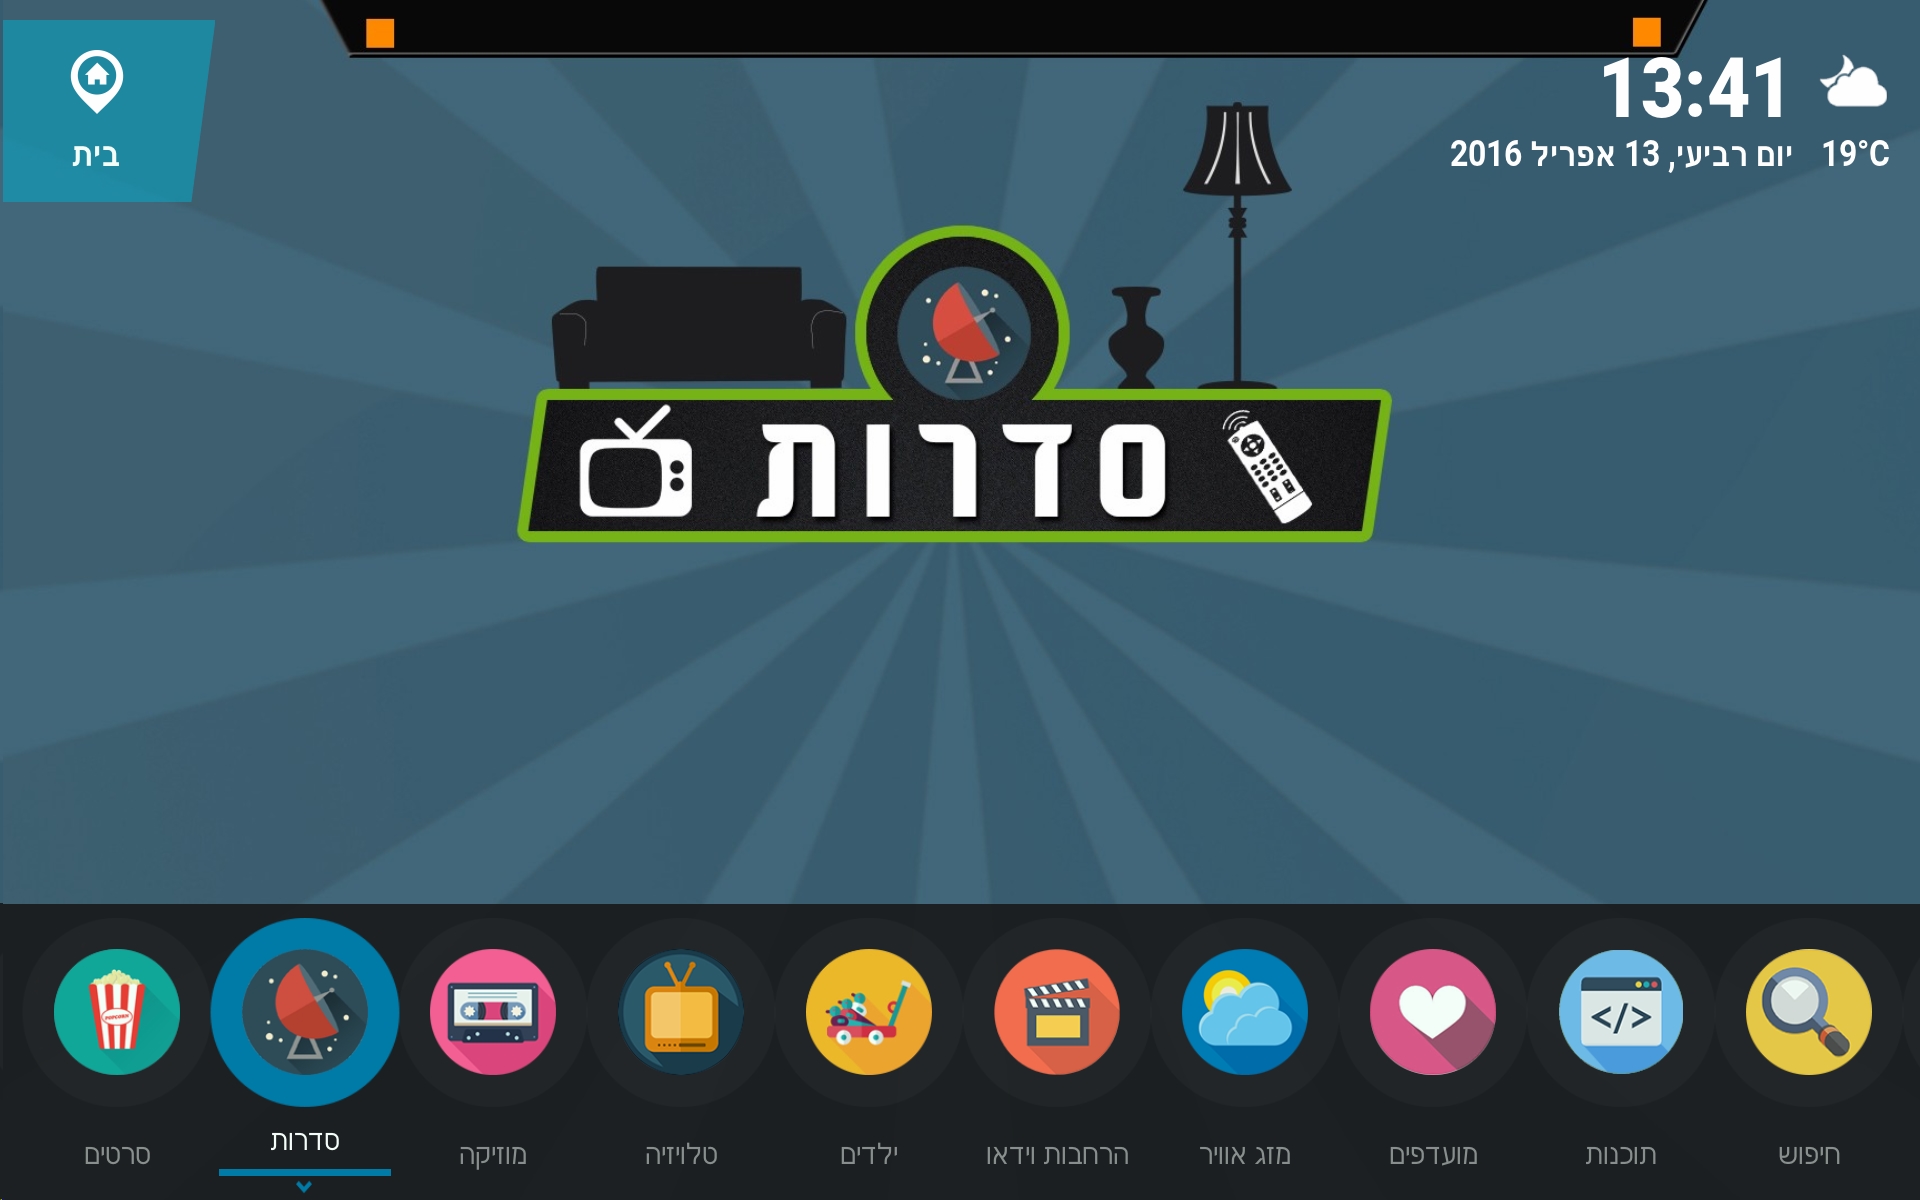 בית
13:41
19°C
יום רביעי, 13 אפריל 2016
סדרות
POPCORN
</>
סרטים
סדרות
מוזיקה
טלויזיה
ילדים
הרחבות וידאו
מזג אוויר
מועדפים
תוכנות
חיפוש